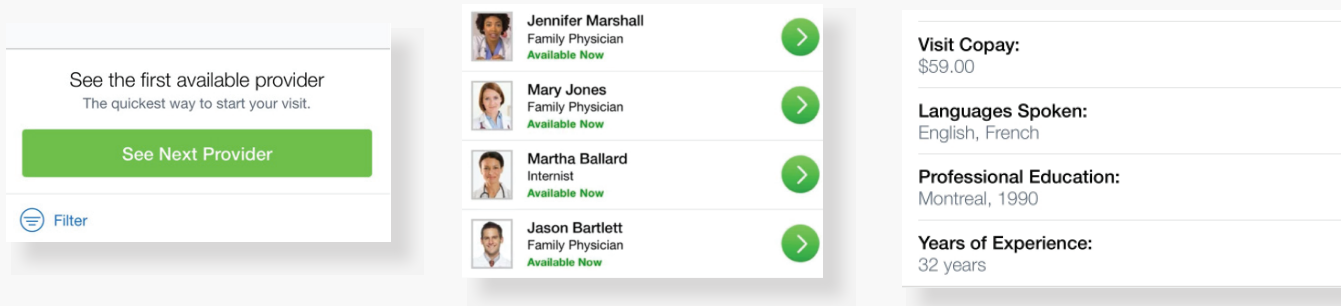 See the first available provider
The quickest way to start your visit.
See Next Provider
Filter
Jennifer Marshall
Family Physician
Available Now
Mary Jones
Family Physician
Available Now
Martha Ballard
Internist
Available Now
Jason Bartlett
Family Physician
Available Now
Visit Copay:
$59.00
Languages Spoken:
English, French
Professional Education:
Montreal, 1990
Years of Experience:
32 years